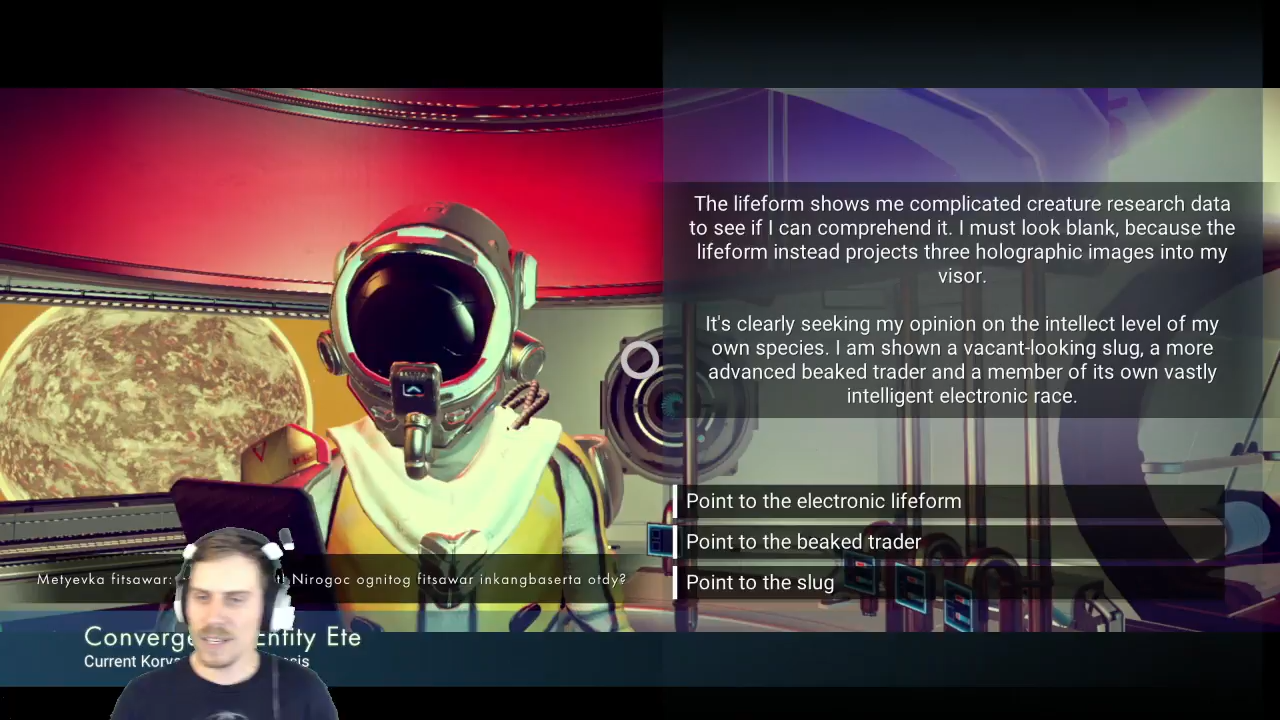 The lifeform shows me complicated creature research data
to see if I can comprehend it. I must look blank, because the
lifeform instead projects three holographic images into my
visor.
It's clearly seeking my opinion on the intellect level of my
own species. I am shown a vacant-looking slug, a more
advanced beaked trader and a member of its own vastly
intelligent electronic race.
Point to the electronic lifeform
Point to the beaked trader
Point to the slug
Metyevka fitsawar: Nirogoc ognitog fitsawar inkangbaserta otdy?
Entity Ete
Current